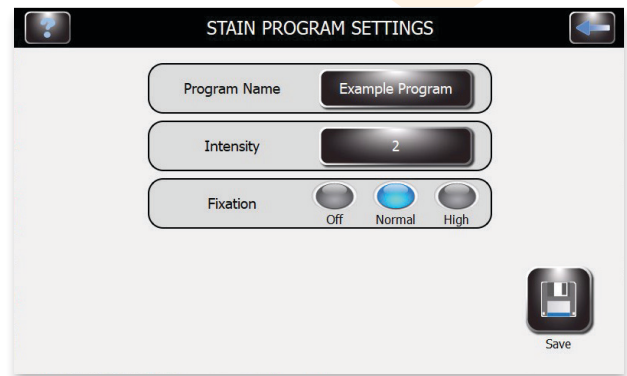 ?
STAIN PROGRAM SETTINGS
Program Name Example Program
Intensity 2
Fixation
Off Normal High
Save